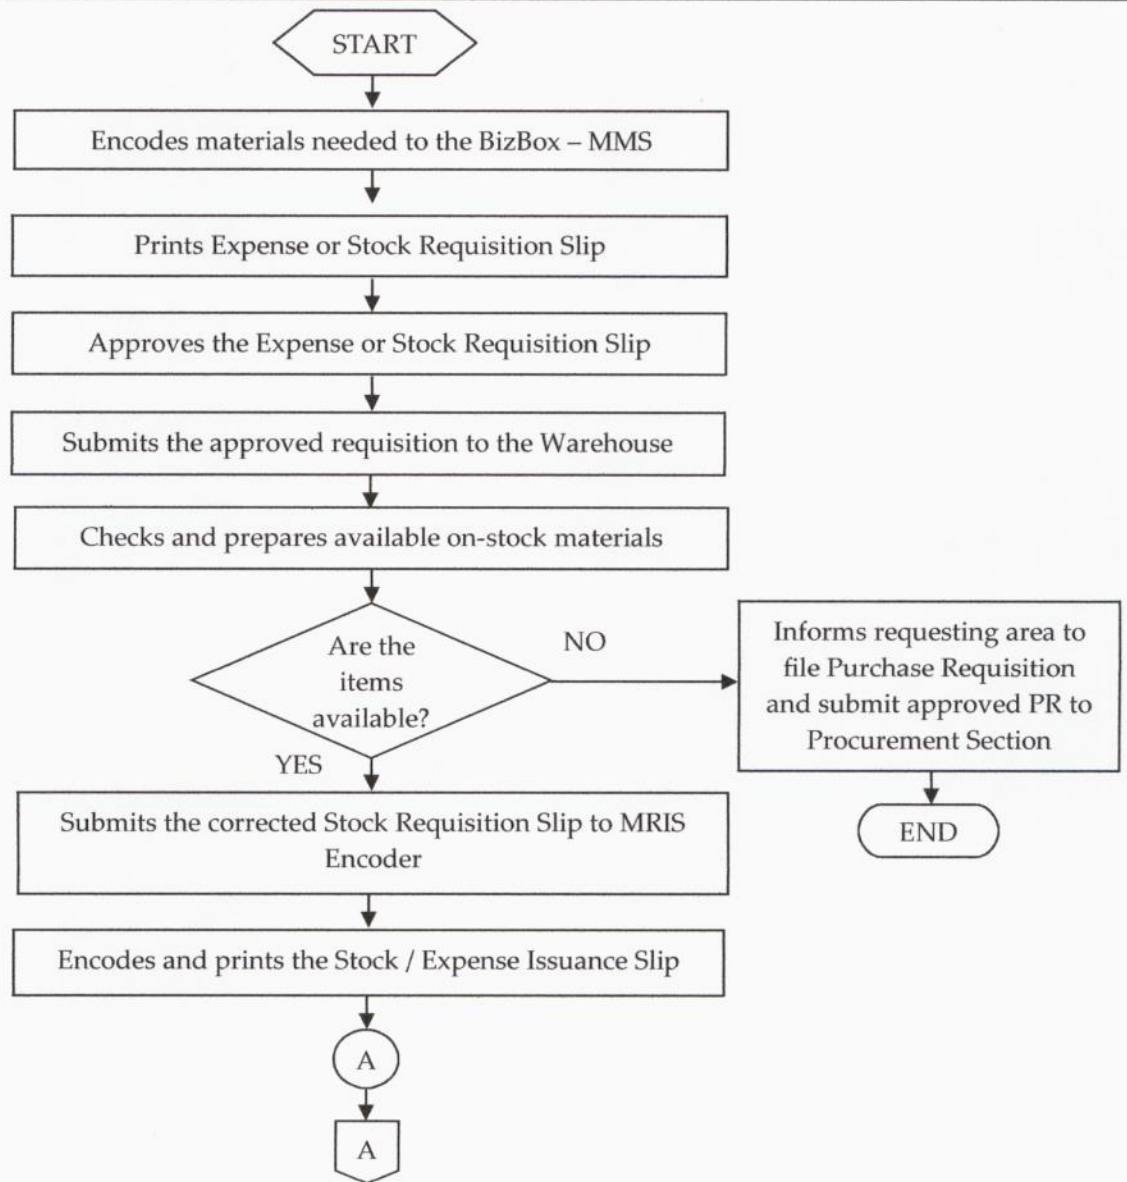 START
Encodes materials needed to the BizBox – MMS
Prints Expense or Stock Requisition Slip
Approves the Expense or Stock Requisition Slip
Submits the approved requisition to the Warehouse
Checks and prepares available on-stock materials
Are the
items
available?
NO
Informs requesting area to
file Purchase Requisition
and submit approved PR to
Procurement Section
END
YES
Submits the corrected Stock Requisition Slip to MRIS
Encoder
Encodes and prints the Stock / Expense Issuance Slip
A
A